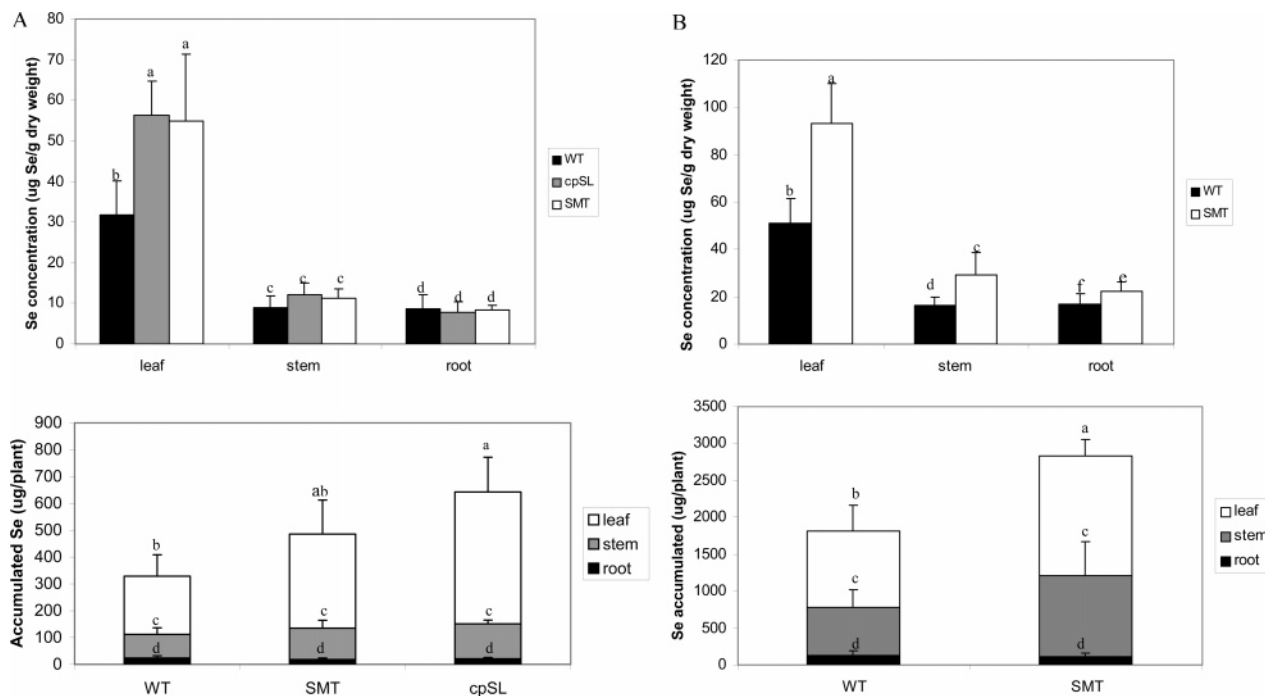 A
Se concentration (ug Se/g dry weight)
80
70
60
50
40
30
20
10
0
b
a
a
c
c
c
d
d
d
leaf
stem
root
WT
cpSL
SMT
B
Se concentration (ug Se/g dry weight)
120
100
80
60
40
20
0
b
a
d
c
f
e
leaf
stem
root
WT
SMT
Accumulated Se (ug/plant)
900
800
700
600
500
400
300
200
100
0
b
c
d
ab
c
d
a
c
d
WT
SMT
cpSL
leaf
stem
root
Se accumulated (ug/plant)
3500
3000
2500
2000
1500
1000
500
0
b
c
d
a
c
d
WT
SMT
leaf
stem
root